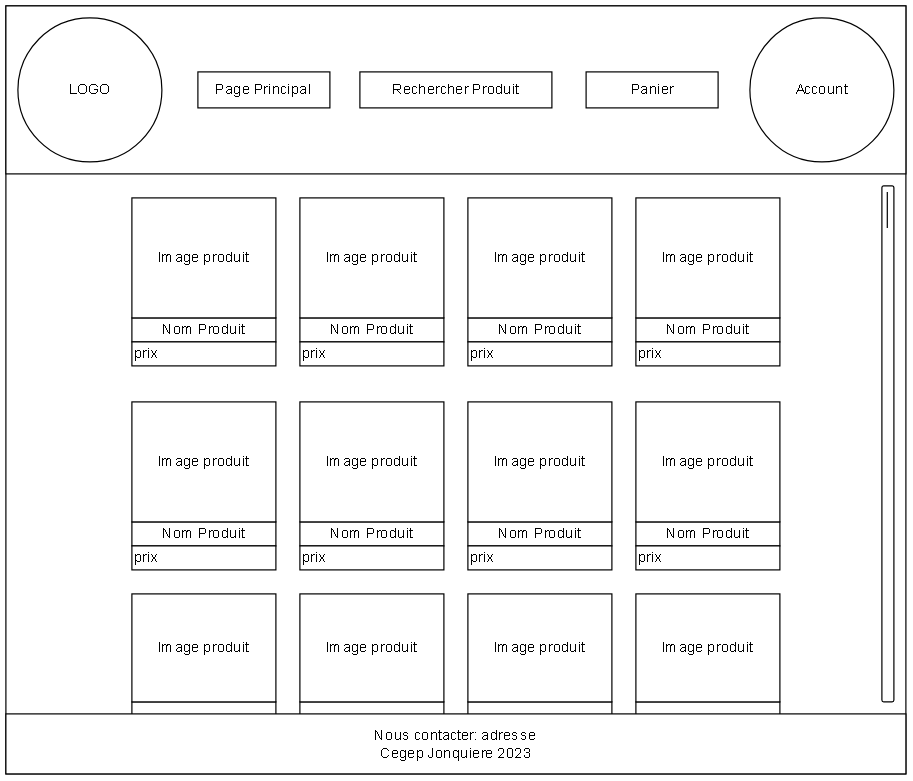 LOGO
Page Principal
Rechercher Produit
Panier
Account
Image produit
Image produit
Image produit
Image produit
Nom Produit
Nom Produit
Nom Produit
Nom Produit
prix
prix
prix
prix
Image produit
Image produit
Image produit
Image produit
Nom Produit
Nom Produit
Nom Produit
Nom Produit
prix
prix
prix
prix
Image produit
Image produit
Image produit
Image produit
Nous contacter: adresse
Cegep Jonquiere 2023